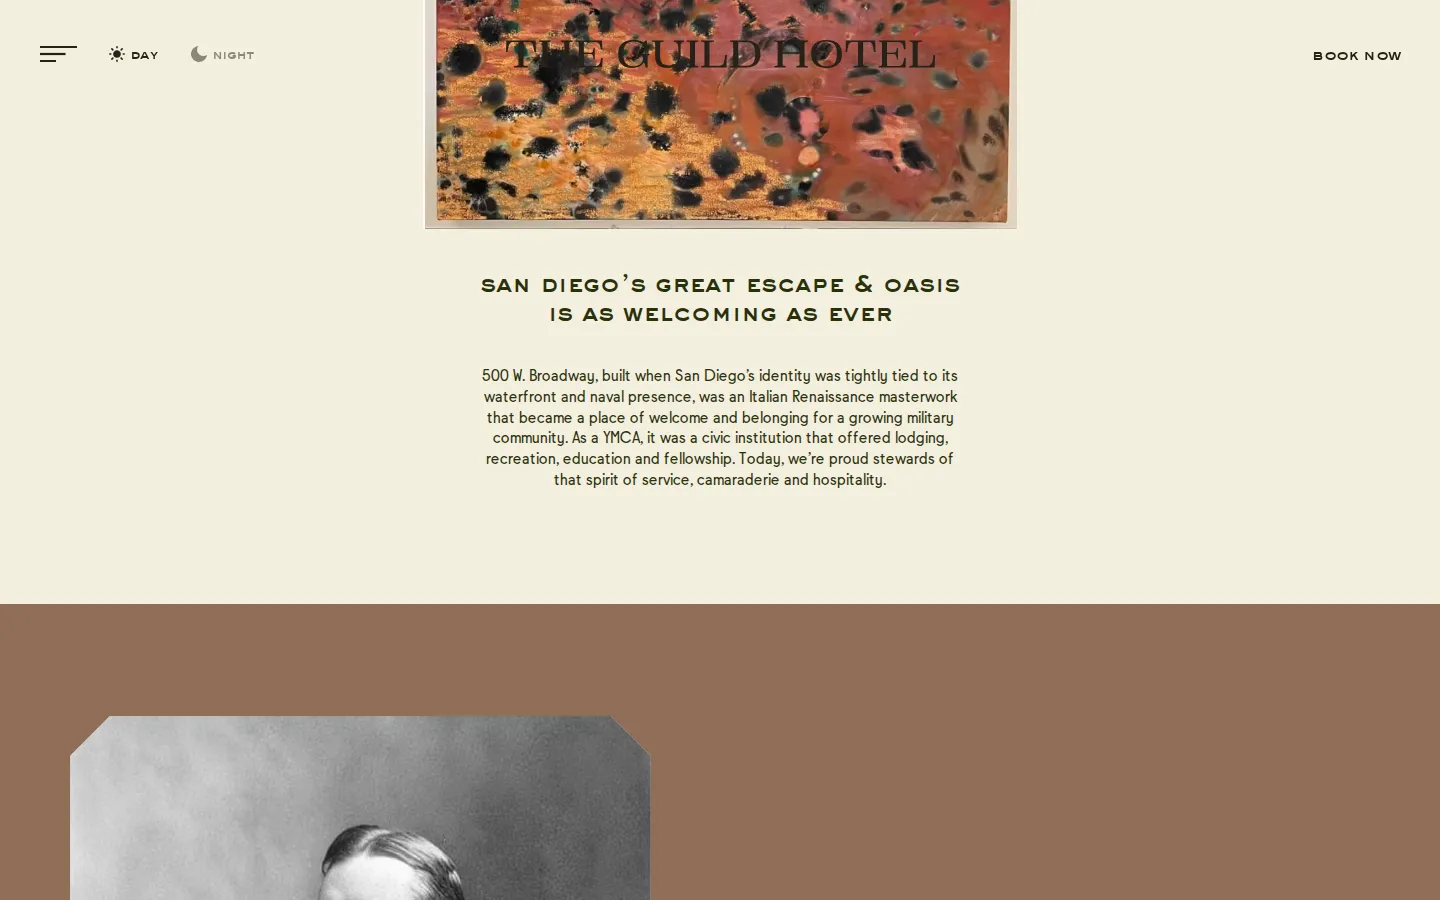 DAY
NIGHT
THE GUILD HOTEL
BOOK NOW
SAN DIEGO’S GREAT ESCAPE & OASIS
IS AS WELCOMING AS EVER
500 W. Broadway, built when San Diego’s identity was tightly tied to its
waterfront and naval presence, was an Italian Renaissance masterwork
that became a place of welcome and belonging for a growing military
community. As a YMCA, it was a civic institution that offered lodging,
recreation, education and fellowship. Today, we’re proud stewards of
that spirit of service, camaraderie and hospitality.